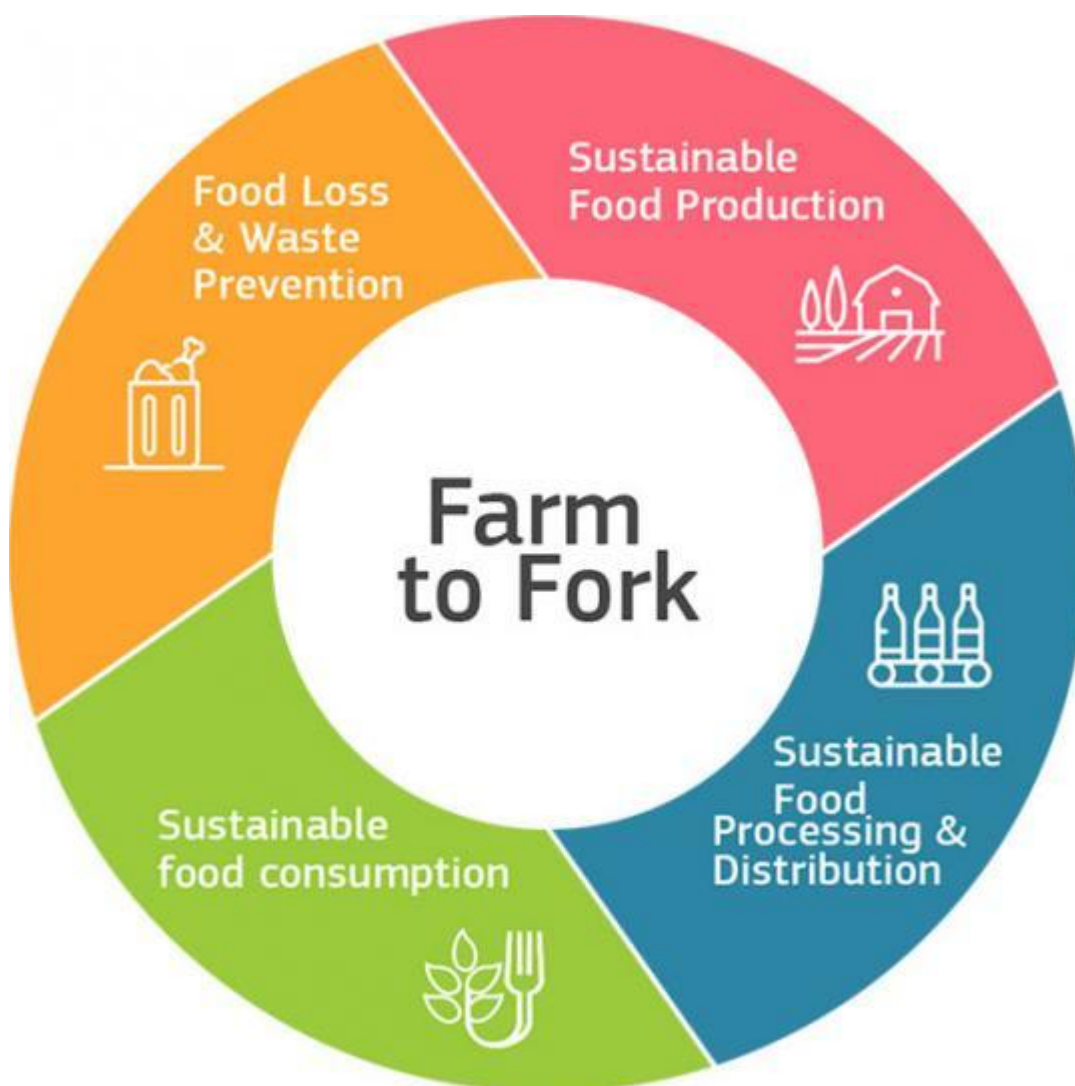 Farm
to Fork
Sustainable
Food Production
Sustainable
Food
Processing &
Distribution
Sustainable
food consumption
Food Loss
& Waste
Prevention